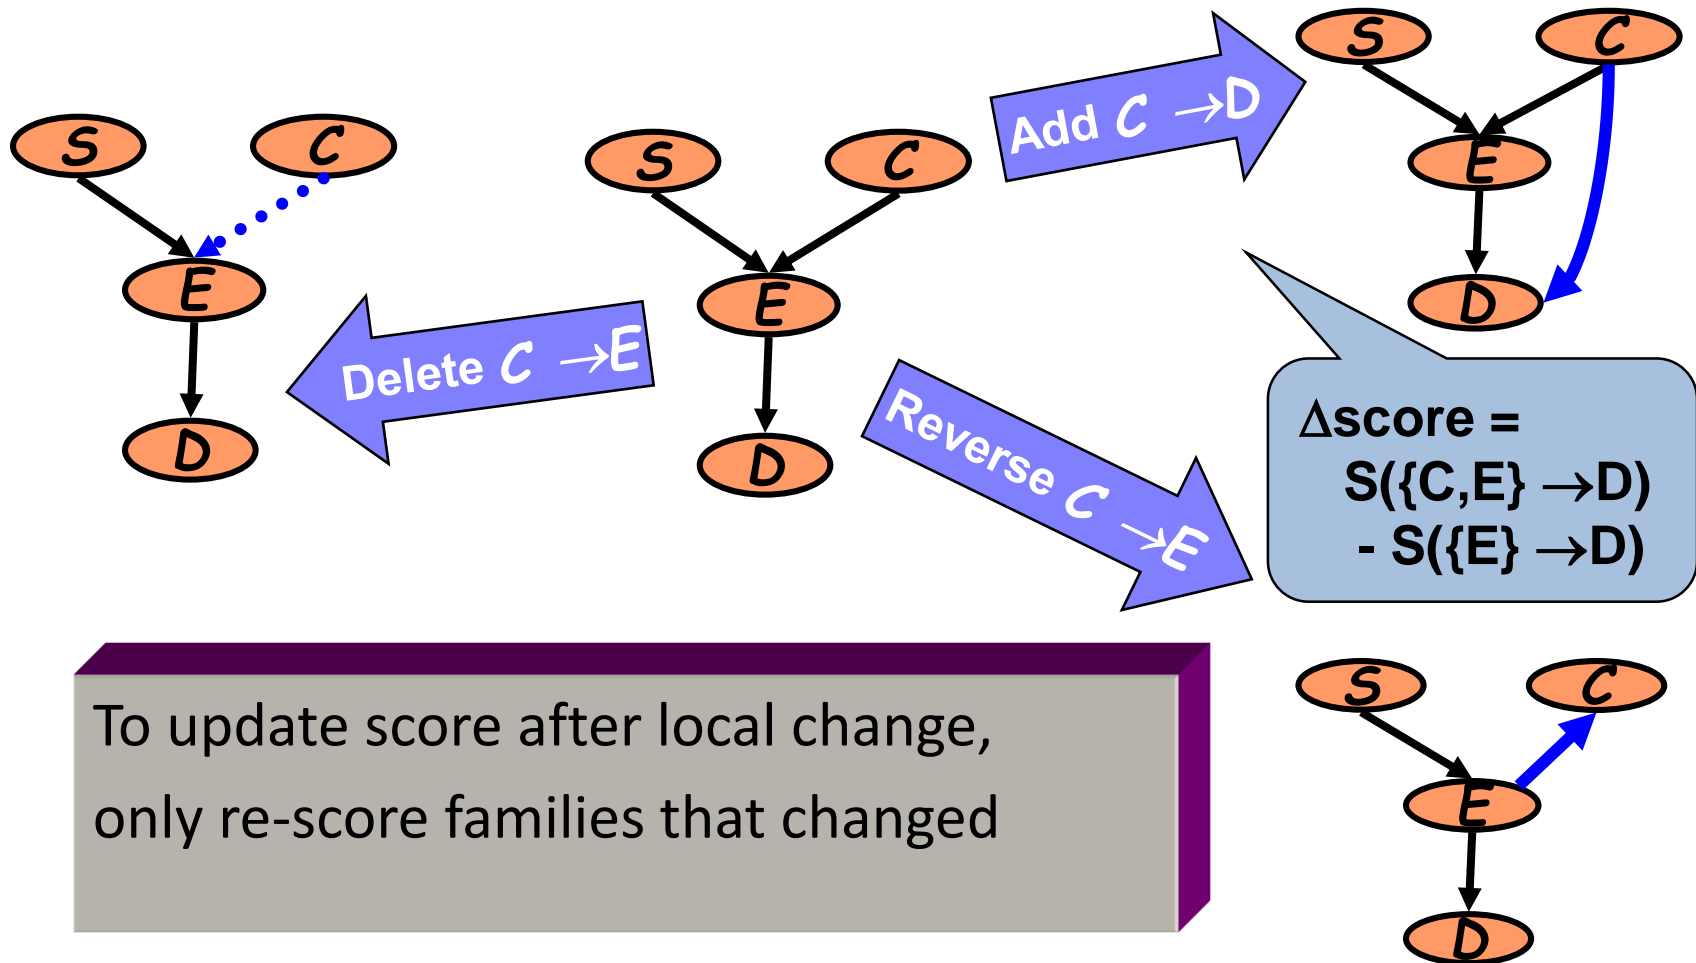 S
C
E
D
Delete C →E
S
C
E
D
Add C →D
Reverse C →E
S
C
E
D
Δscore =
S({C,E} →D)
- S({E} →D)
S
C
E
D
To update score after local change,
only re-score families that changed